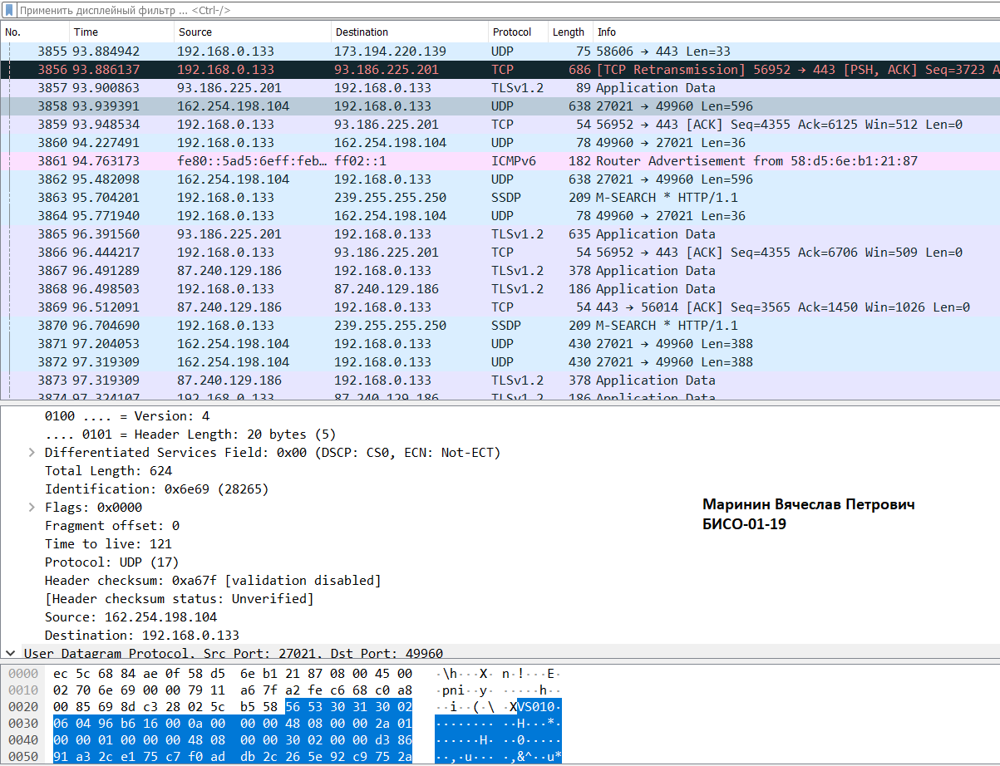 Применить дисплейный фильтр ... <Ctrl-/>
No. Time Source Destination Protocol Length Info
3855 93.884942 192.168.0.133 173.194.220.139 UDP 75 58606 → 443 Len=33
3856 93.886137 192.168.0.133 93.186.225.201 TCP 686 [TCP Retransmission] 56952 → 443 [PSH, ACK] Seq=3723 A
3857 93.900863 93.186.225.201 192.168.0.133 TLSv1.2 89 Application Data
3858 93.939391 162.254.198.104 192.168.0.133 UDP 638 27021 → 49960 Len=596
3859 93.948534 192.168.0.133 93.186.225.201 TCP 54 56952 → 443 [ACK] Seq=4355 Ack=6125 Win=512 Len=0
3860 94.227491 192.168.0.133 162.254.198.104 UDP 78 49960 → 27021 Len=36
3861 94.763173 fe80::5ad5:6eff:feb… ff02::1 ICMPv6 182 Router Advertisement from 58:d5:6e:b1:21:87
3862 95.482098 162.254.198.104 192.168.0.133 UDP 638 27021 → 49960 Len=596
3863 95.704201 192.168.0.133 239.255.255.250 SSDP 209 M-SEARCH * HTTP/1.1
3864 95.771940 192.168.0.133 162.254.198.104 UDP 78 49960 → 27021 Len=36
3865 96.391560 93.186.225.201 192.168.0.133 TLSv1.2 635 Application Data
3866 96.444217 192.168.0.133 93.186.225.201 TCP 54 56952 → 443 [ACK] Seq=4355 Ack=6706 Win=509 Len=0
3867 96.491289 87.240.129.186 192.168.0.133 TLSv1.2 378 Application Data
3868 96.498503 192.168.0.133 87.240.129.186 TLSv1.2 186 Application Data
3869 96.512091 87.240.129.186 192.168.0.133 TCP 54 443 → 56014 [ACK] Seq=3565 Ack=1450 Win=1026 Len=0
3870 96.704690 192.168.0.133 239.255.255.250 SSDP 209 M-SEARCH * HTTP/1.1
3871 97.204053 162.254.198.104 192.168.0.133 UDP 430 27021 → 49960 Len=388
3872 97.319309 162.254.198.104 192.168.0.133 UDP 430 27021 → 49960 Len=388
3873 97.319309 87.240.129.186 192.168.0.133 TLSv1.2 378 Application Data
3874 97.324107 192.168.0.133 87.240.129.186 TLSv1.2 186 Application Data
0100 .... = Version: 4
.... 0101 = Header Length: 20 bytes (5)
Differentiated Services Field: 0x00 (DSCP: CS0, ECN: Not-ECT)
Total Length: 624
Identification: 0x6e69 (28265)
Flags: 0x0000
Fragment offset: 0
Time to live: 121
Protocol: UDP (17)
Header checksum: 0xa67f [validation disabled]
[Header checksum status: Unverified]
Source: 162.254.198.104
Destination: 192.168.0.133
User Datagram Protocol, Src Port: 27021, Dst Port: 49960
Маринин Вячеслав Петрович
БИСО-01-19
0000 ec 5c 68 84 ae 0f 58 d5 6e b1 21 87 08 00 45 00 ·\h···X· n·!···E·
0010 02 70 6e 69 00 00 79 11 a6 7f a2 fe c6 68 c0 a8 ·pni··y· ·····h··
0020 00 85 69 8d c3 28 02 5c b5 58 56 53 30 31 30 02 ··i··(·\ ·XVS010·
0030 06 04 96 b6 16 00 0a 00 00 00 48 08 00 00 2a 01 ········ ··H···*·
0040 00 00 01 00 00 00 48 08 00 00 30 02 00 00 d3 86 ······H· ··0·····
0050 91 a3 2c e1 75 c7 f0 ad db 2c 26 5e 92 c9 75 2a ··,·u··· ·,&^··u*